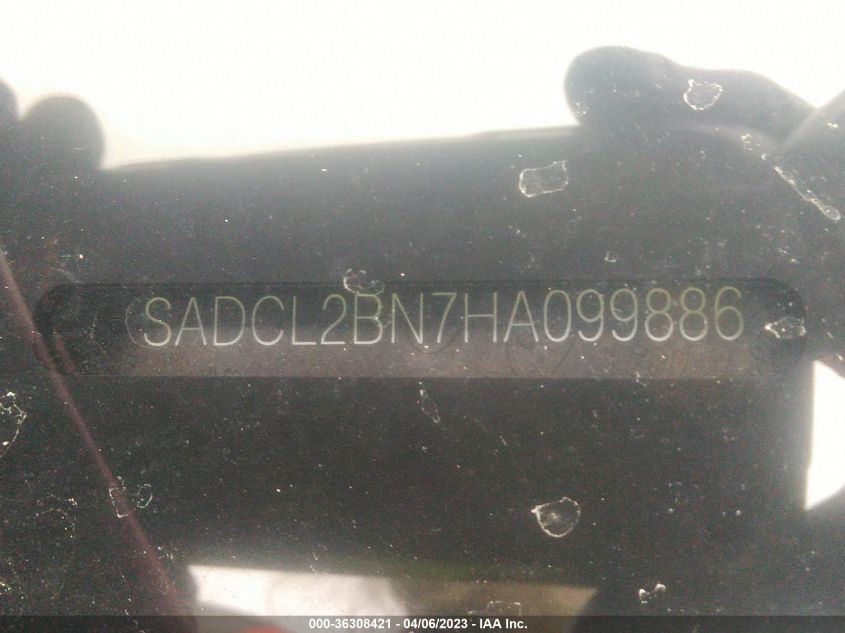 SADCL2BN7HA099886
000-36308421 - 04/06/2023 - IAA Inc.